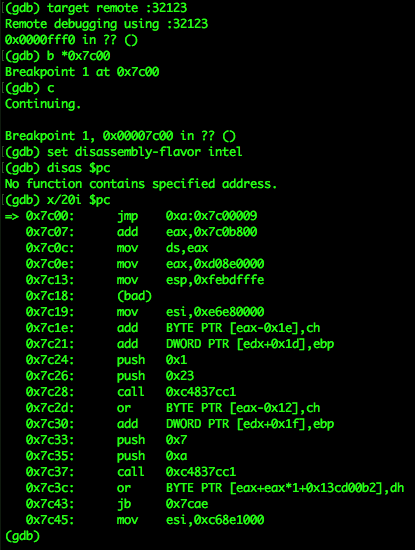 (gdb) target remote :32123
Remote debugging using :32123
0x0000fff0 in ?? ()
(gdb) b *0x7c00
Breakpoint 1 at 0x7c00
(gdb) c
Continuing.
Breakpoint 1, 0x00007c00 in ?? ()
(gdb) set disassembly-flavor intel
(gdb) disas $pc
No function contains specified address.
(gdb) x/20i $pc
=> 0x7c00: jmp 0xa:0x7c00009
0x7c07: add eax,0x7c0b800
0x7c0c: mov ds,eax
0x7c0e: mov eax,0xd08e0000
0x7c13: mov esp,0xfebdfffe
0x7c18: (bad)
0x7c19: mov esi,0xe6e80000
0x7c1e: add BYTE PTR [eax-0x1e],ch
0x7c21: add DWORD PTR [edx+0x1d],ebp
0x7c24: push 0x1
0x7c26: push 0x23
0x7c28: call 0xc4837cc1
0x7c2d: or BYTE PTR [eax-0x12],ch
0x7c30: add DWORD PTR [edx+0x1f],ebp
0x7c33: push 0x7
0x7c35: push 0xa
0x7c37: call 0xc4837cc1
0x7c3c: or BYTE PTR [eax+eax*1+0x13cd00b2],dh
0x7c43: jb 0x7cae
0x7c45: mov esi,0xc68e1000
(gdb)